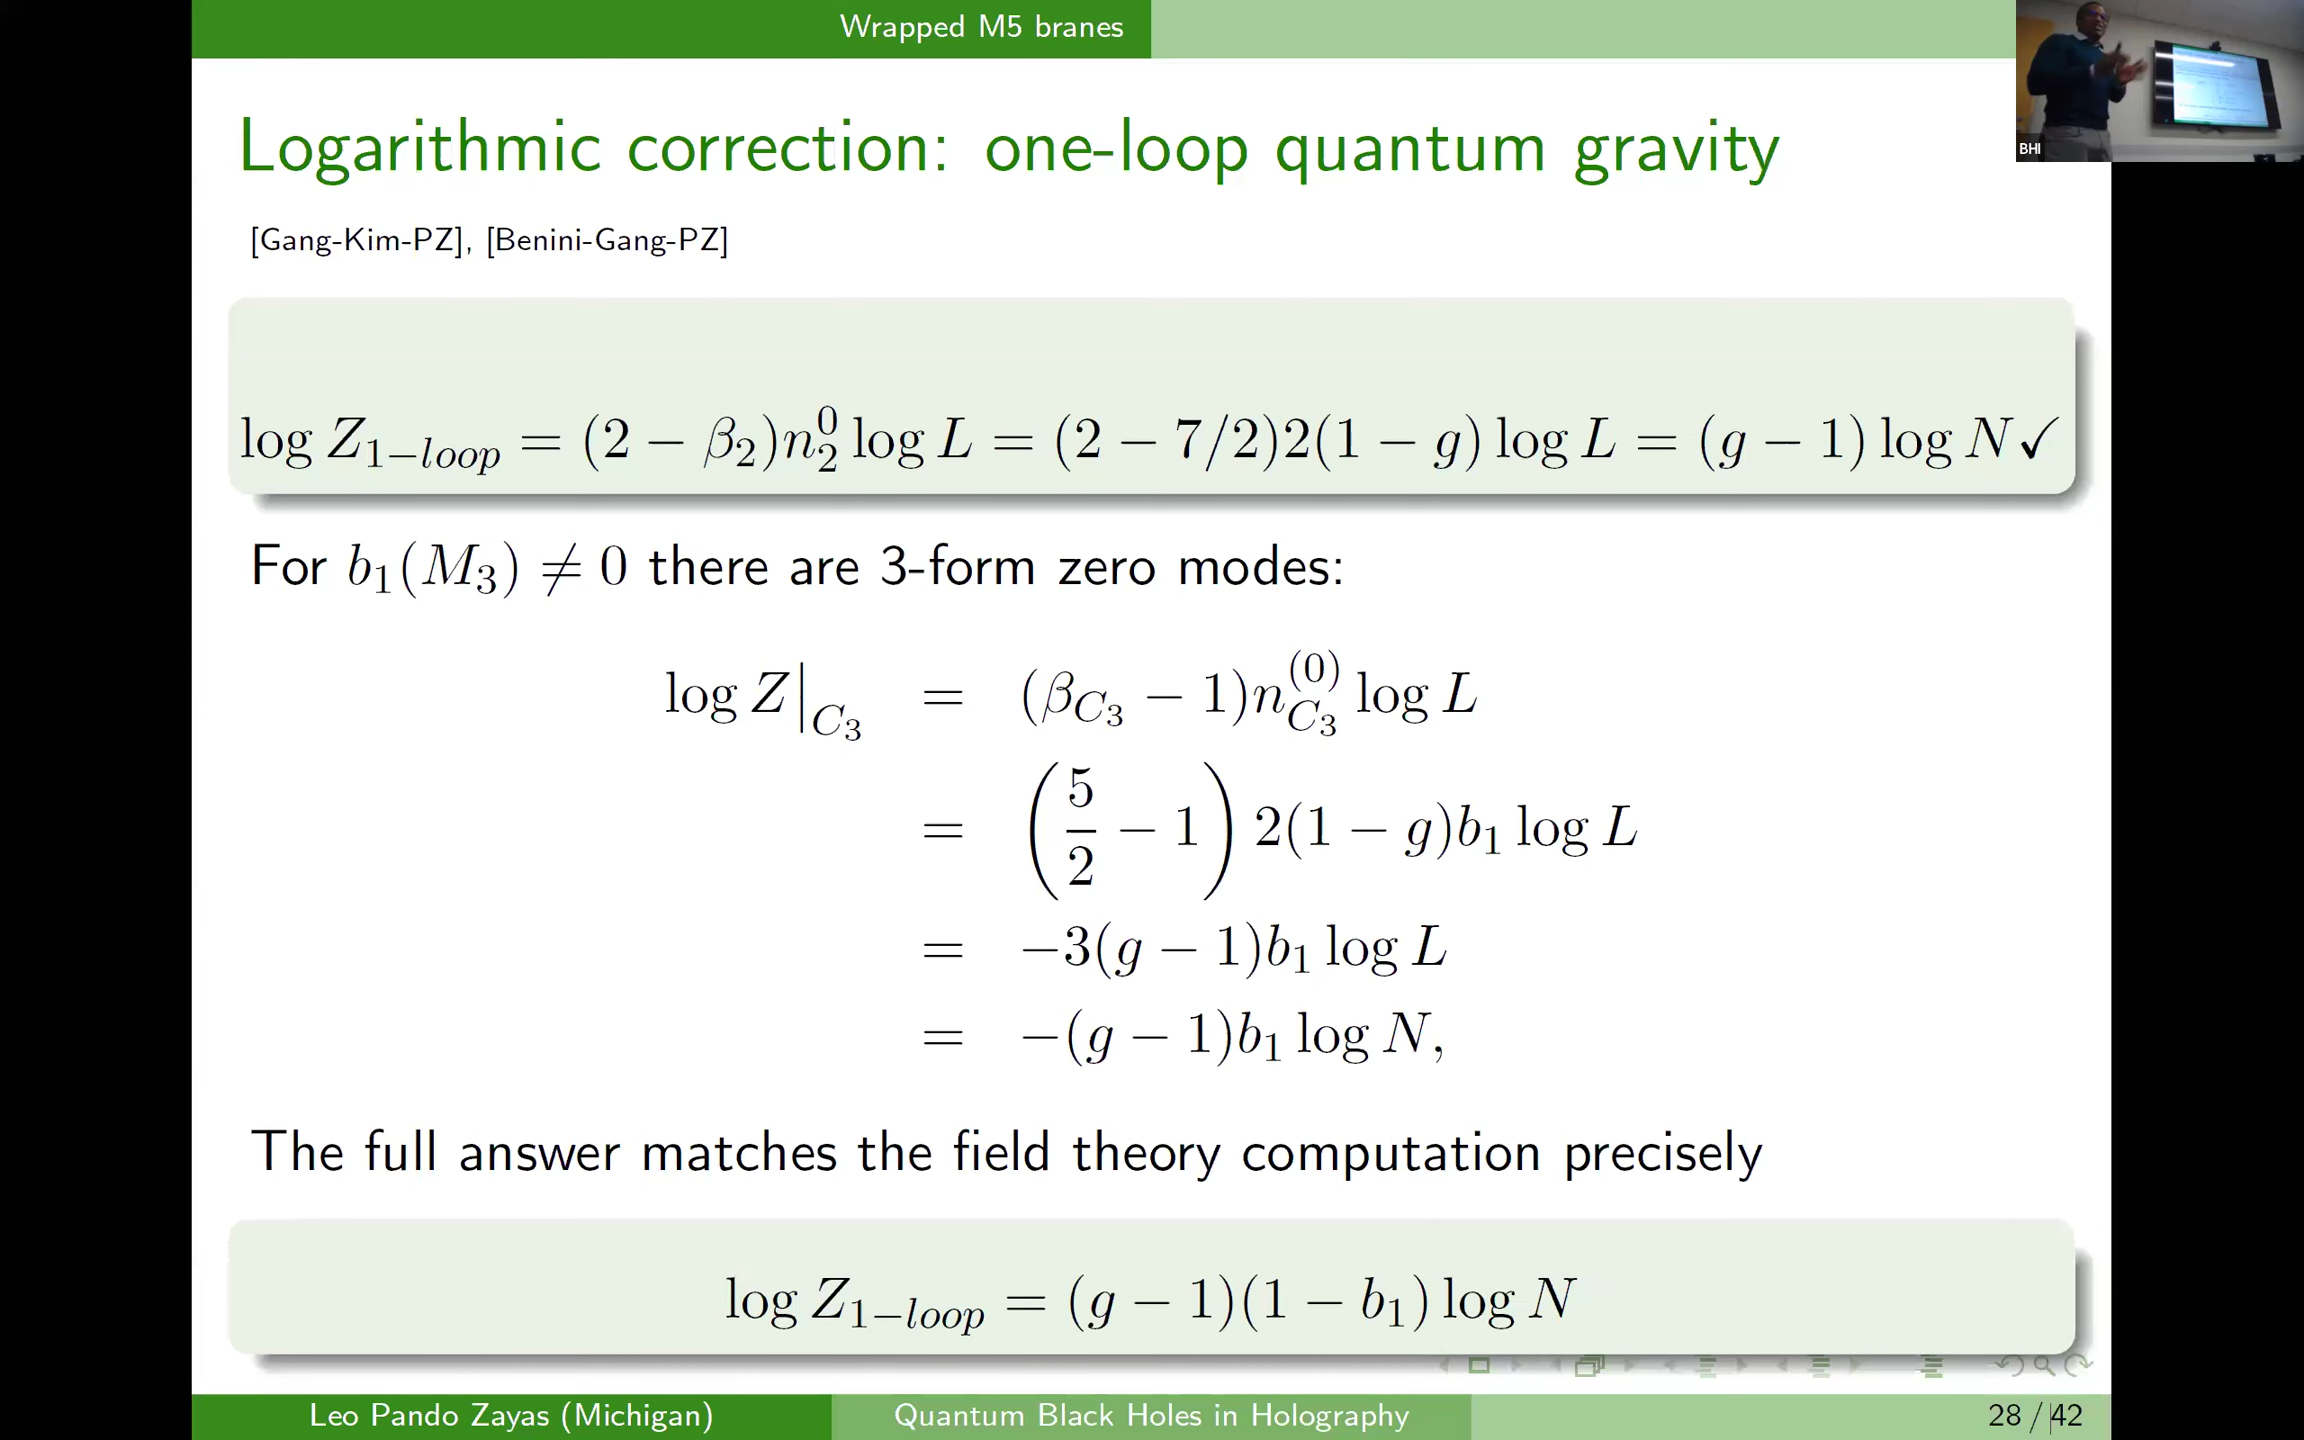 Wrapped M5 branes
BHI
Logarithmic correction: one-loop quantum gravity
[Gang-Kim-PZ], [Benini-Gang-PZ]
log Z_{1-loop} = (2 − β_2)n_2^0 log L = (2 − 7/2)2(1 − g) log L = (g − 1) log N✓
For b_1(M_3) ≠ 0 there are 3-form zero modes:
log Z|_{C_3} = (β_{C_3} − 1)n_{C_3}^{(0)} log L
= (5/2 − 1) 2(1 − g)b_1 log L
= −3(g − 1)b_1 log L
= −(g − 1)b_1 log N,
The full answer matches the field theory computation precisely
log Z_{1−loop} = (g − 1)(1 − b_1) log N
Leo Pando Zayas (Michigan) Quantum Black Holes in Holography 28 / 42